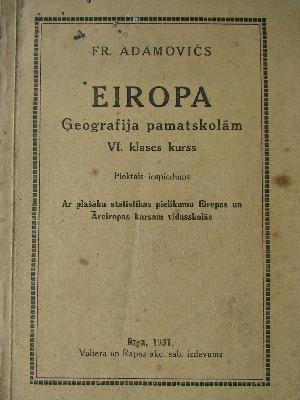 FR. ADAMOVIČS
EIROPA
Ģeografija pamatskolām
VI. klases kurss
Piektais iespiedums
Ar plašāku statistikas pielikumu Eiropas un
Āreiropas kursam vidusskolās
Rīgā, 1931.
Valtera un Rapas akc. sab. izdevums